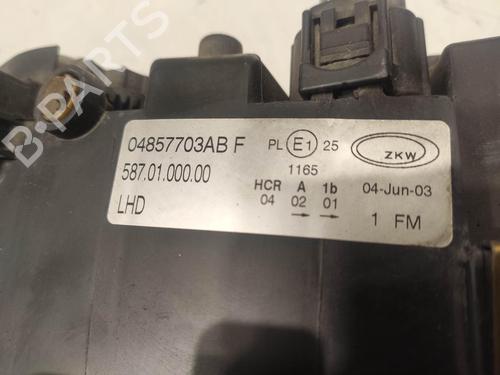 04857703AB F
587.01.000.00
LHD
PL E1 25
1165
HCR A 1b
04 02 01
→ →
ZKW
04-Jun-03
1 FM
B-PARTS